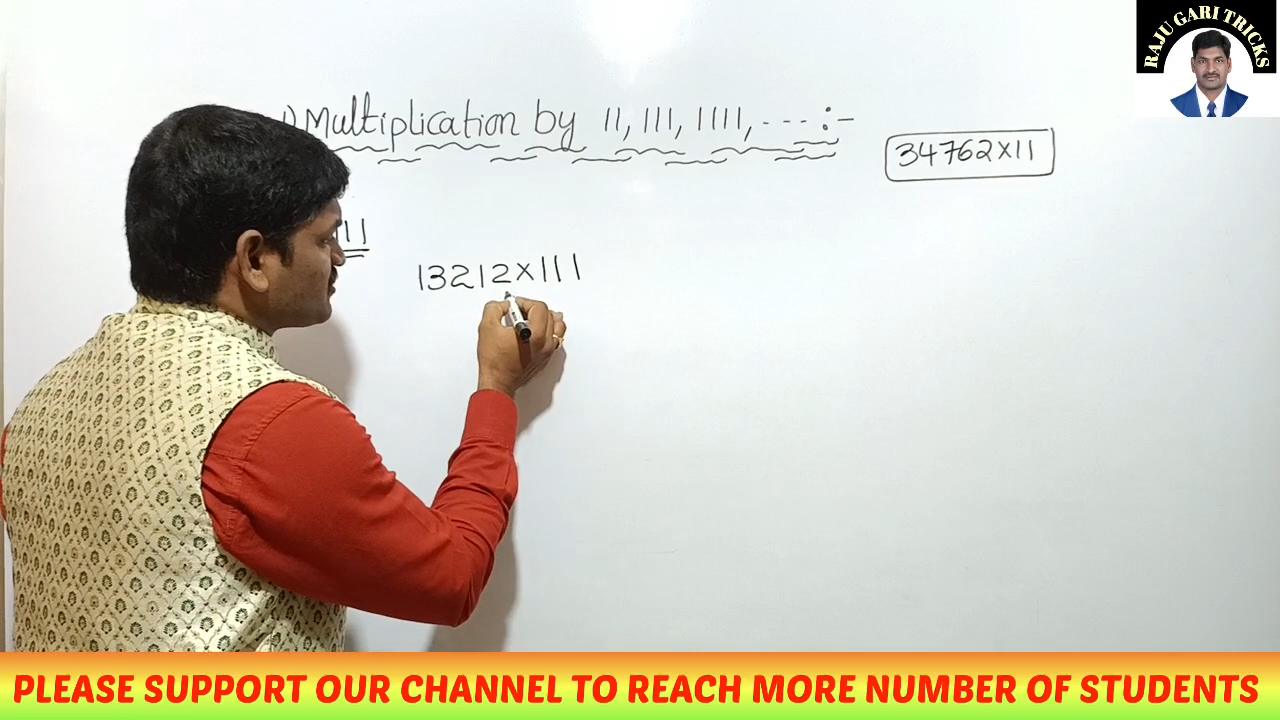 RAJU GARI TRICKS
1) Multiplication by 11, 111, 1111, - - - :-
34762×11
11
13212×111
PLEASE SUPPORT OUR CHANNEL TO REACH MORE NUMBER OF STUDENTS